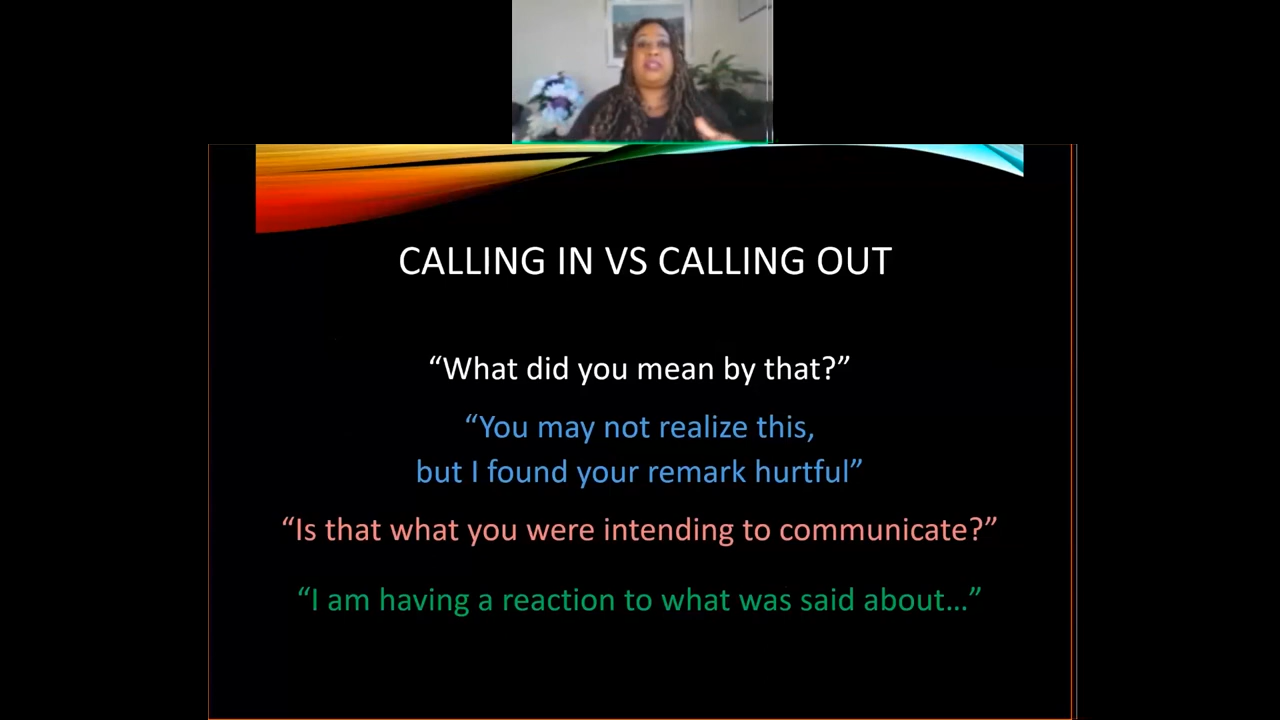 CALLING IN VS CALLING OUT
“What did you mean by that?”
“You may not realize this,
but I found your remark hurtful”
“Is that what you were intending to communicate?”
“I am having a reaction to what was said about…”